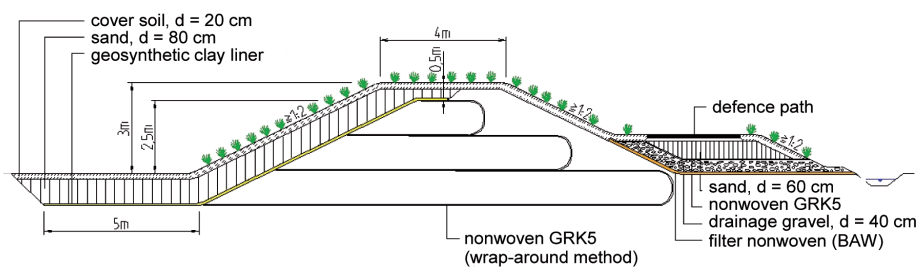 cover soil, d = 20 cm
sand, d = 80 cm
geosynthetic clay liner
4m
0,5m
≥1:2
≥1:2
defence path
3m
2,5m
≥1:2
sand, d = 60 cm
nonwoven GRK5
drainage gravel, d = 40 cm
filter nonwoven (BAW)
5m
nonwoven GRK5
(wrap-around method)